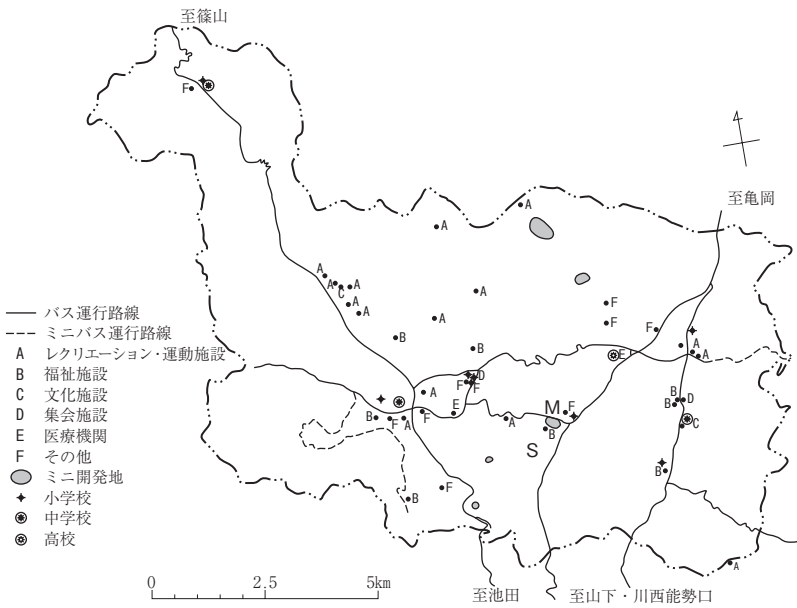 至篠山
F
A
A
至亀岡
A
A
A
C
A
A
A
A
F
F
F
B
B
E
A
D
F
F
A
B
D
B
M
F
E
F
A
B
F
A
B
C
S
B
F
B
A
バス運行路線
ミニバス運行路線
A レクリエーション・運動施設
B 福祉施設
C 文化施設
D 集会施設
E 医療機関
F その他
ミニ開発地
小学校
中学校
高校
0 2.5 5km
至池田
至山下・川西能勢口